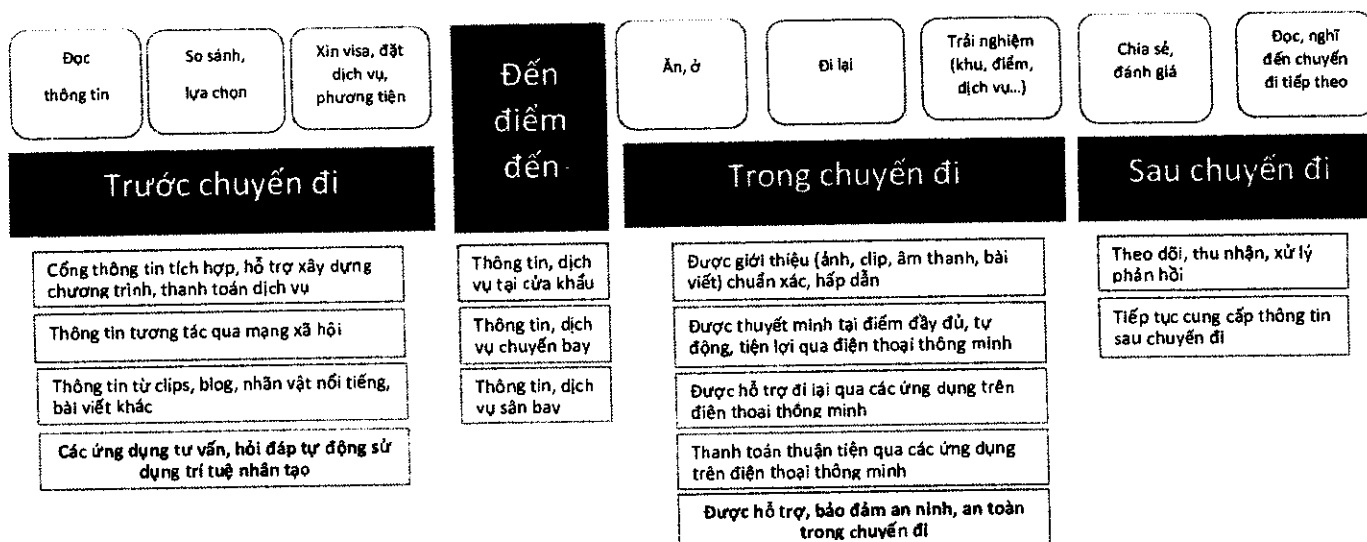 Đọc
thông tin
So sánh,
lựa chọn
Xin visa, đặt
dịch vụ,
phương tiện
Trước chuyến đi
Cổng thông tin tích hợp, hỗ trợ xây dựng
chương trình, thanh toán dịch vụ
Thông tin tương tác qua mạng xã hội
Thông tin từ clips, blog, nhân vật nổi tiếng,
bài viết khác
Các ứng dụng tư vấn, hỏi đáp tự động sử
dụng trí tuệ nhân tạo
Đến
điểm
đến
Thông tin, dịch
vụ tại cửa khẩu
Thông tin, dịch
vụ chuyến bay
Thông tin, dịch
vụ sân bay
Ăn, ở
Đi lại
Trải nghiệm
(khu, điểm,
dịch vụ...)
Trong chuyến đi
Được giới thiệu (ảnh, clip, âm thanh, bài
viết) chuẩn xác, hấp dẫn
Được thuyết minh tại điểm đầy đủ, tự
động, tiện lợi qua điện thoại thông minh
Được hỗ trợ đi lại qua các ứng dụng trên
điện thoại thông minh
Thanh toán thuận tiện qua các ứng dụng
trên điện thoại thông minh
Được hỗ trợ, bảo đảm an ninh, an toàn
trong chuyến đi
Chia sẻ,
đánh giá
Đọc, nghĩ
đến chuyến
đi tiếp theo
Sau chuyến đi
Theo dõi, thu nhận, xử lý
phản hồi
Tiếp tục cung cấp thông tin
sau chuyến đi